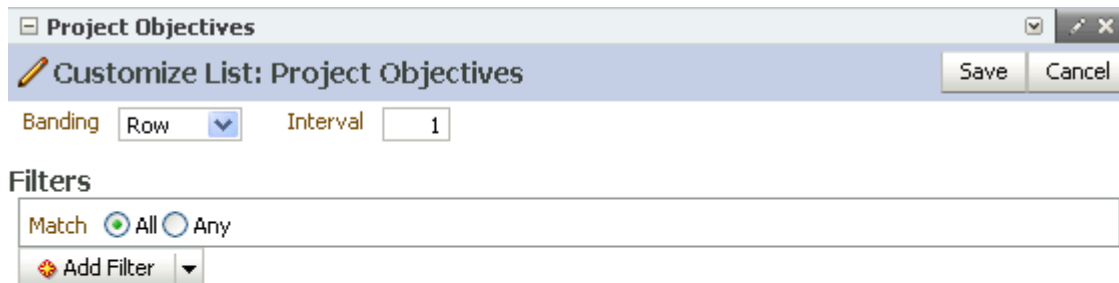 Project Objectives
Customize List: Project Objectives Save Cancel
Banding Row Interval 1
Filters
Match All Any
Add Filter